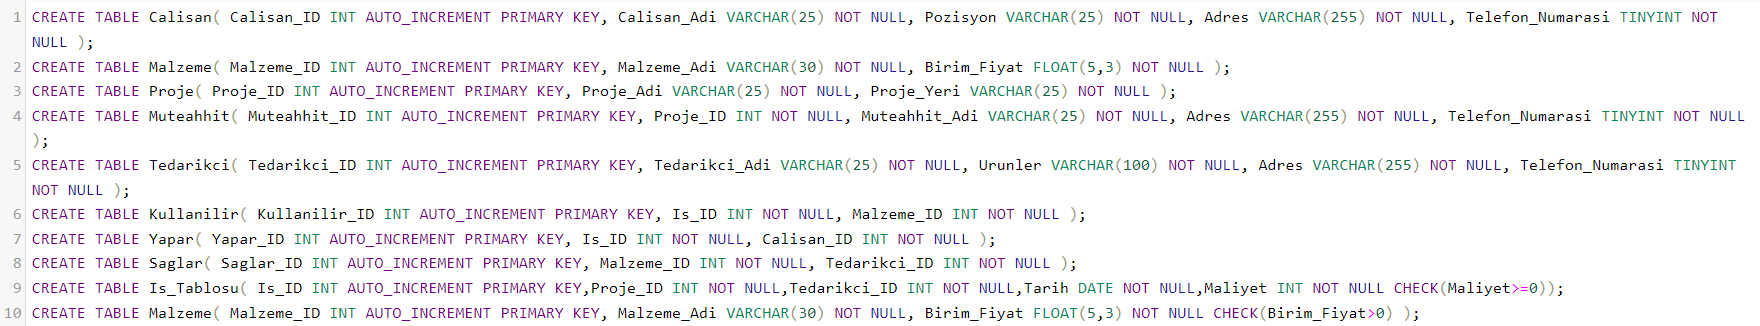 1 CREATE TABLE Calisan( Calisan_ID INT AUTO_INCREMENT PRIMARY KEY, Calisan_Adi VARCHAR(25) NOT NULL, Pozisyon VARCHAR(25) NOT NULL, Adres VARCHAR(255) NOT NULL, Telefon_Numarasi TINYINT NOT
NULL );
2 CREATE TABLE Malzeme( Malzeme_ID INT AUTO_INCREMENT PRIMARY KEY, Malzeme_Adi VARCHAR(30) NOT NULL, Birim_Fiyat FLOAT(5,3) NOT NULL );
3 CREATE TABLE Proje( Proje_ID INT AUTO_INCREMENT PRIMARY KEY, Proje_Adi VARCHAR(25) NOT NULL, Proje_Yeri VARCHAR(25) NOT NULL );
4 CREATE TABLE Muteahhit( Muteahhit_ID INT AUTO_INCREMENT PRIMARY KEY, Proje_ID INT NOT NULL, Muteahhit_Adi VARCHAR(25) NOT NULL, Adres VARCHAR(255) NOT NULL, Telefon_Numarasi TINYINT NOT NULL
);
5 CREATE TABLE Tedarikci( Tedarikci_ID INT AUTO_INCREMENT PRIMARY KEY, Tedarikci_Adi VARCHAR(25) NOT NULL, Urunler VARCHAR(100) NOT NULL, Adres VARCHAR(255) NOT NULL, Telefon_Numarasi TINYINT
NOT NULL );
6 CREATE TABLE Kullanilir( Kullanilir_ID INT AUTO_INCREMENT PRIMARY KEY, Is_ID INT NOT NULL, Malzeme_ID INT NOT NULL );
7 CREATE TABLE Yapar( Yapar_ID INT AUTO_INCREMENT PRIMARY KEY, Is_ID INT NOT NULL, Calisan_ID INT NOT NULL );
8 CREATE TABLE Saglar( Saglar_ID INT AUTO_INCREMENT PRIMARY KEY, Malzeme_ID INT NOT NULL, Tedarikci_ID INT NOT NULL );
9 CREATE TABLE Is_Tablosu( Is_ID INT AUTO_INCREMENT PRIMARY KEY,Proje_ID INT NOT NULL,Tedarikci_ID INT NOT NULL,Tarih DATE NOT NULL,Maliyet INT NOT NULL CHECK(Maliyet>=0));
10 CREATE TABLE Malzeme( Malzeme_ID INT AUTO_INCREMENT PRIMARY KEY, Malzeme_Adi VARCHAR(30) NOT NULL, Birim_Fiyat FLOAT(5,3) NOT NULL CHECK(Birim_Fiyat>0) );